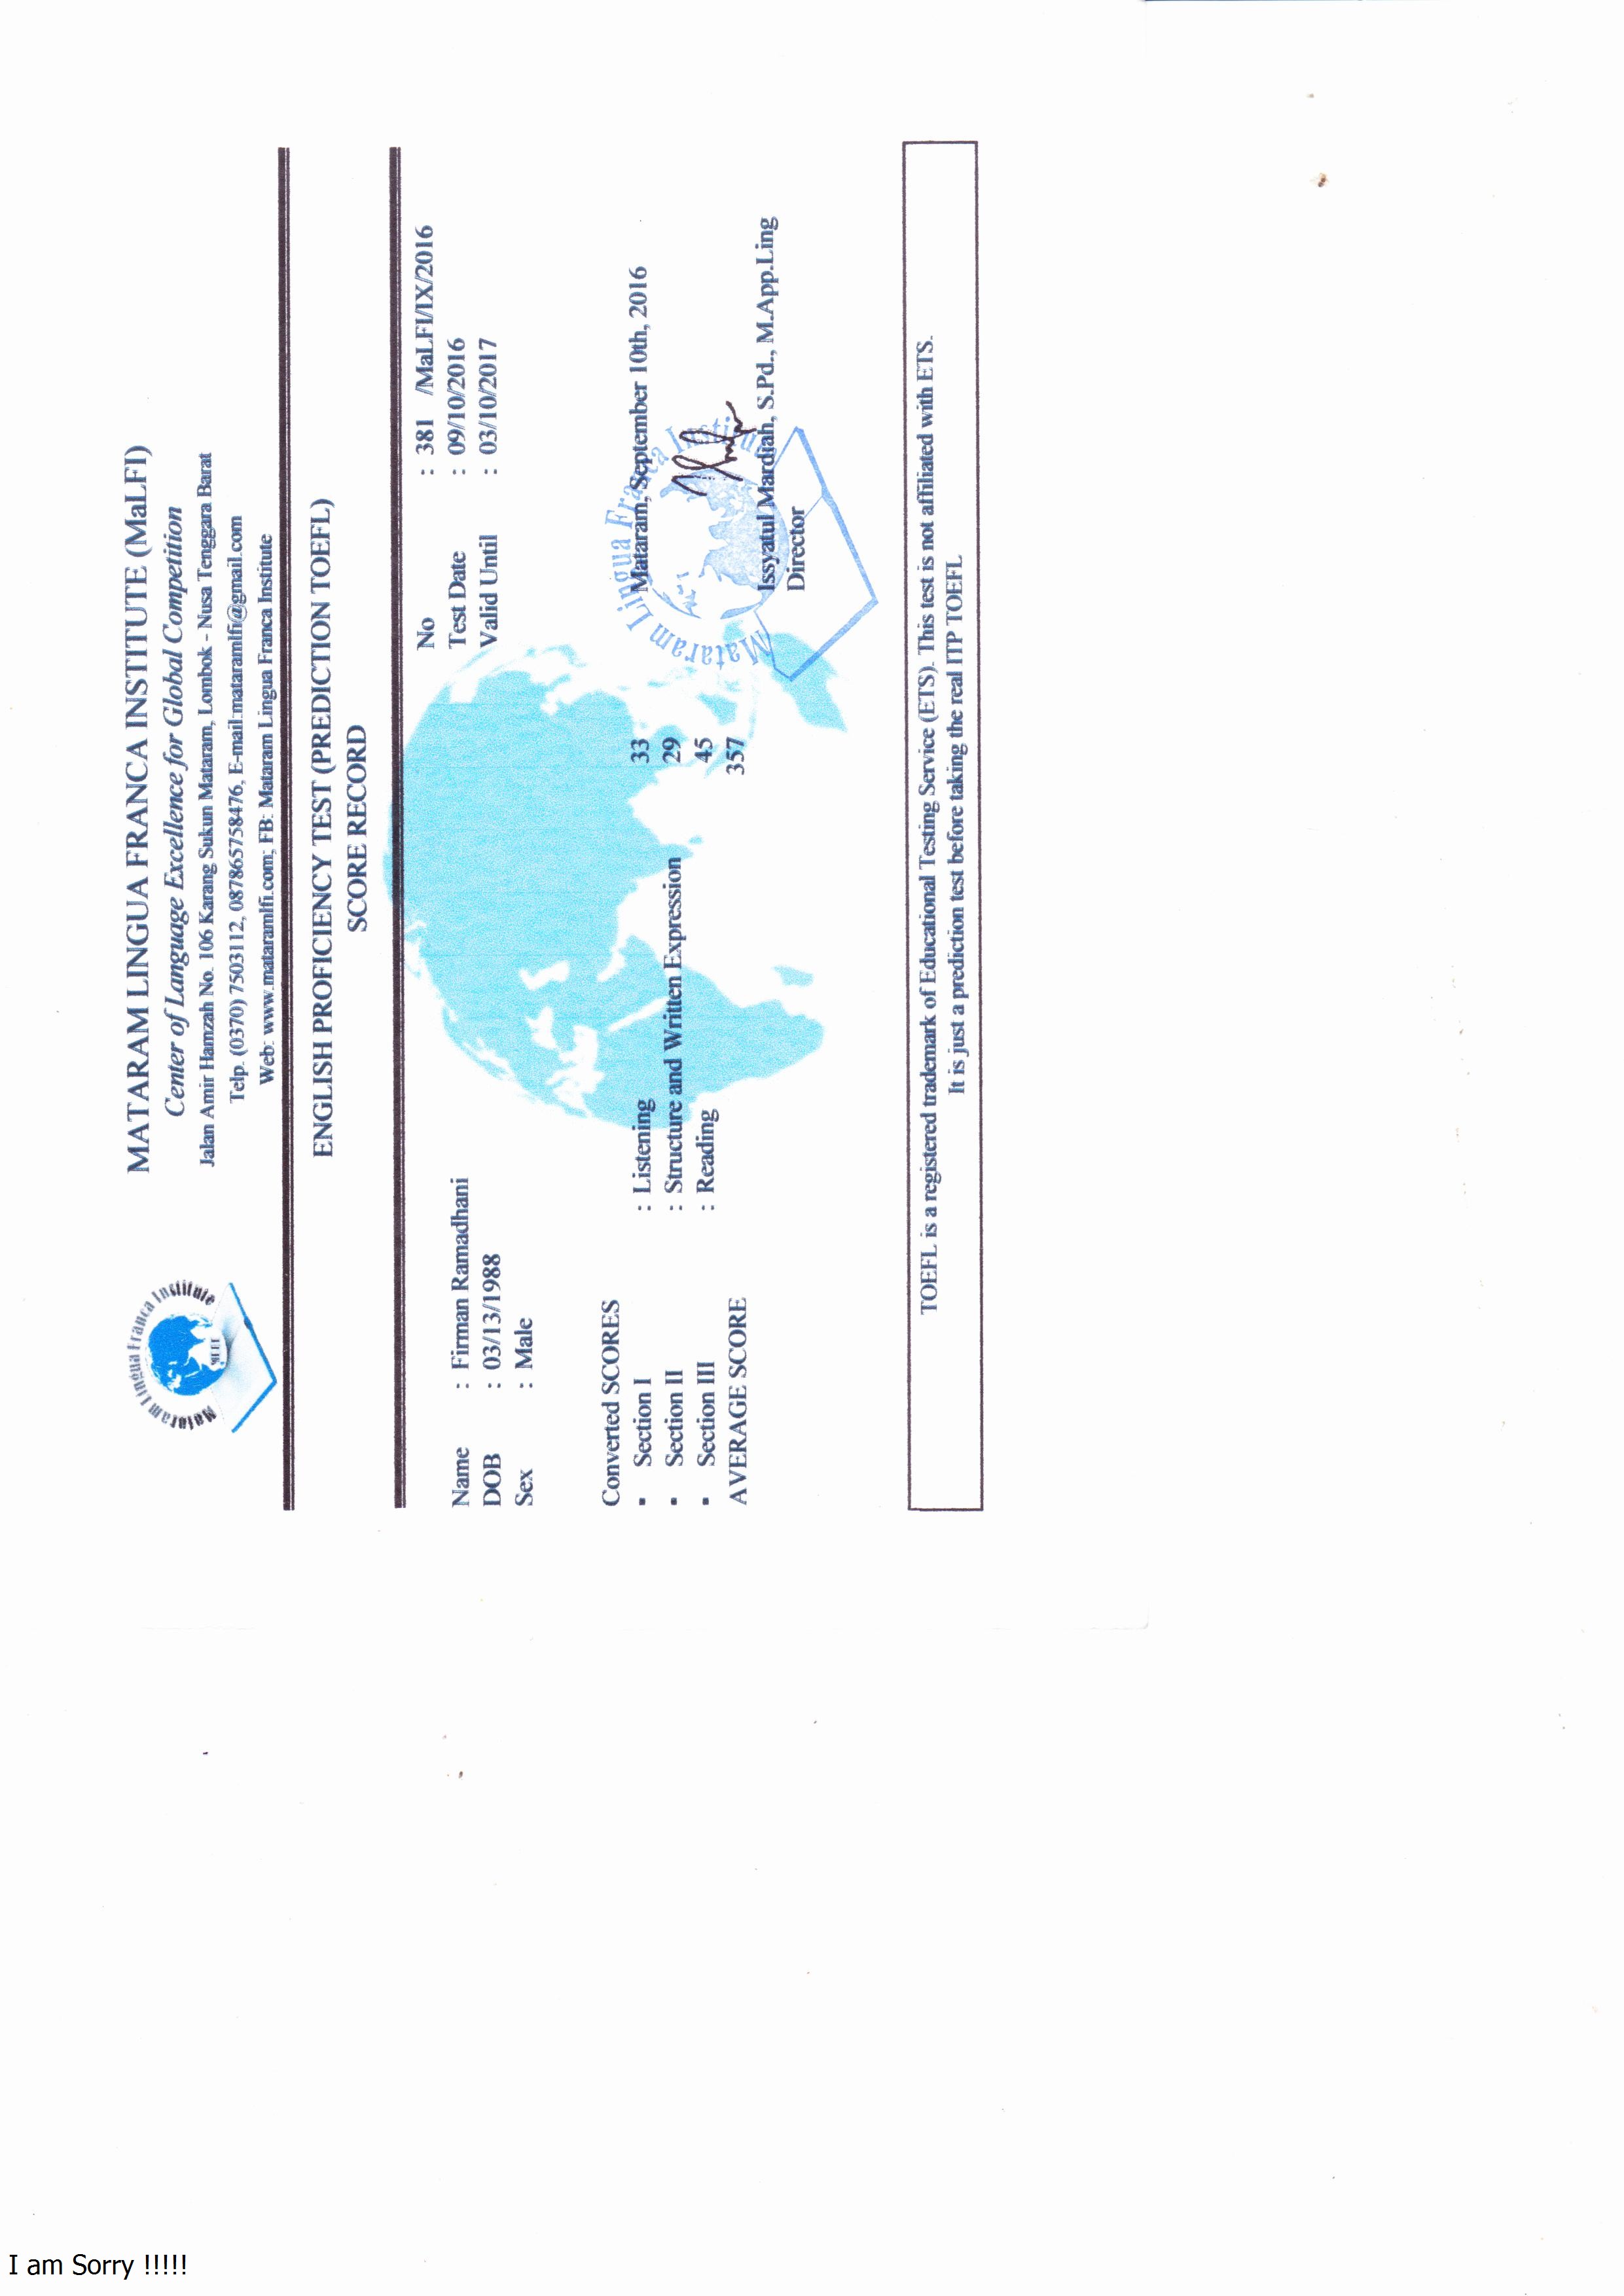 Mataram Lingua Franca Institute
MATARAM LINGUA FRANCA INSTITUTE (MaLFI)
Center of Language Excellence for Global Competition
Jalan Amir Hamzah No. 106 Karang Sukun Mataram, Lombok - Nusa Tenggara Barat
Telp. (0370) 7503112, 087865758476, E-mail:mataramlfi@gmail.com
Web: www.mataramlfi.com; FB: Mataram Lingua Franca Institute
ENGLISH PROFICIENCY TEST (PREDICTION TOEFL)
SCORE RECORD
No : 381 /MaLFI/IX/2016
Name : Firman Ramadhani Test Date : 09/10/2016
DOB : 03/13/1988 Valid Until : 03/10/2017
Sex : Male
Converted SCORES
▪ Section I : Listening 33 Mataram, September 10th, 2016
▪ Section II : Structure and Written Expression 29
▪ Section III : Reading 45
AVERAGE SCORE 357
Mataram Lingua Franca Institute
Issyatul Mardiah, S.Pd., M.App.Ling
Director
TOEFL is a registered trademark of Educational Testing Service (ETS). This test is not affiliated with ETS.
It is just a prediction test before taking the real ITP TOEFL
I am Sorry !!!!!